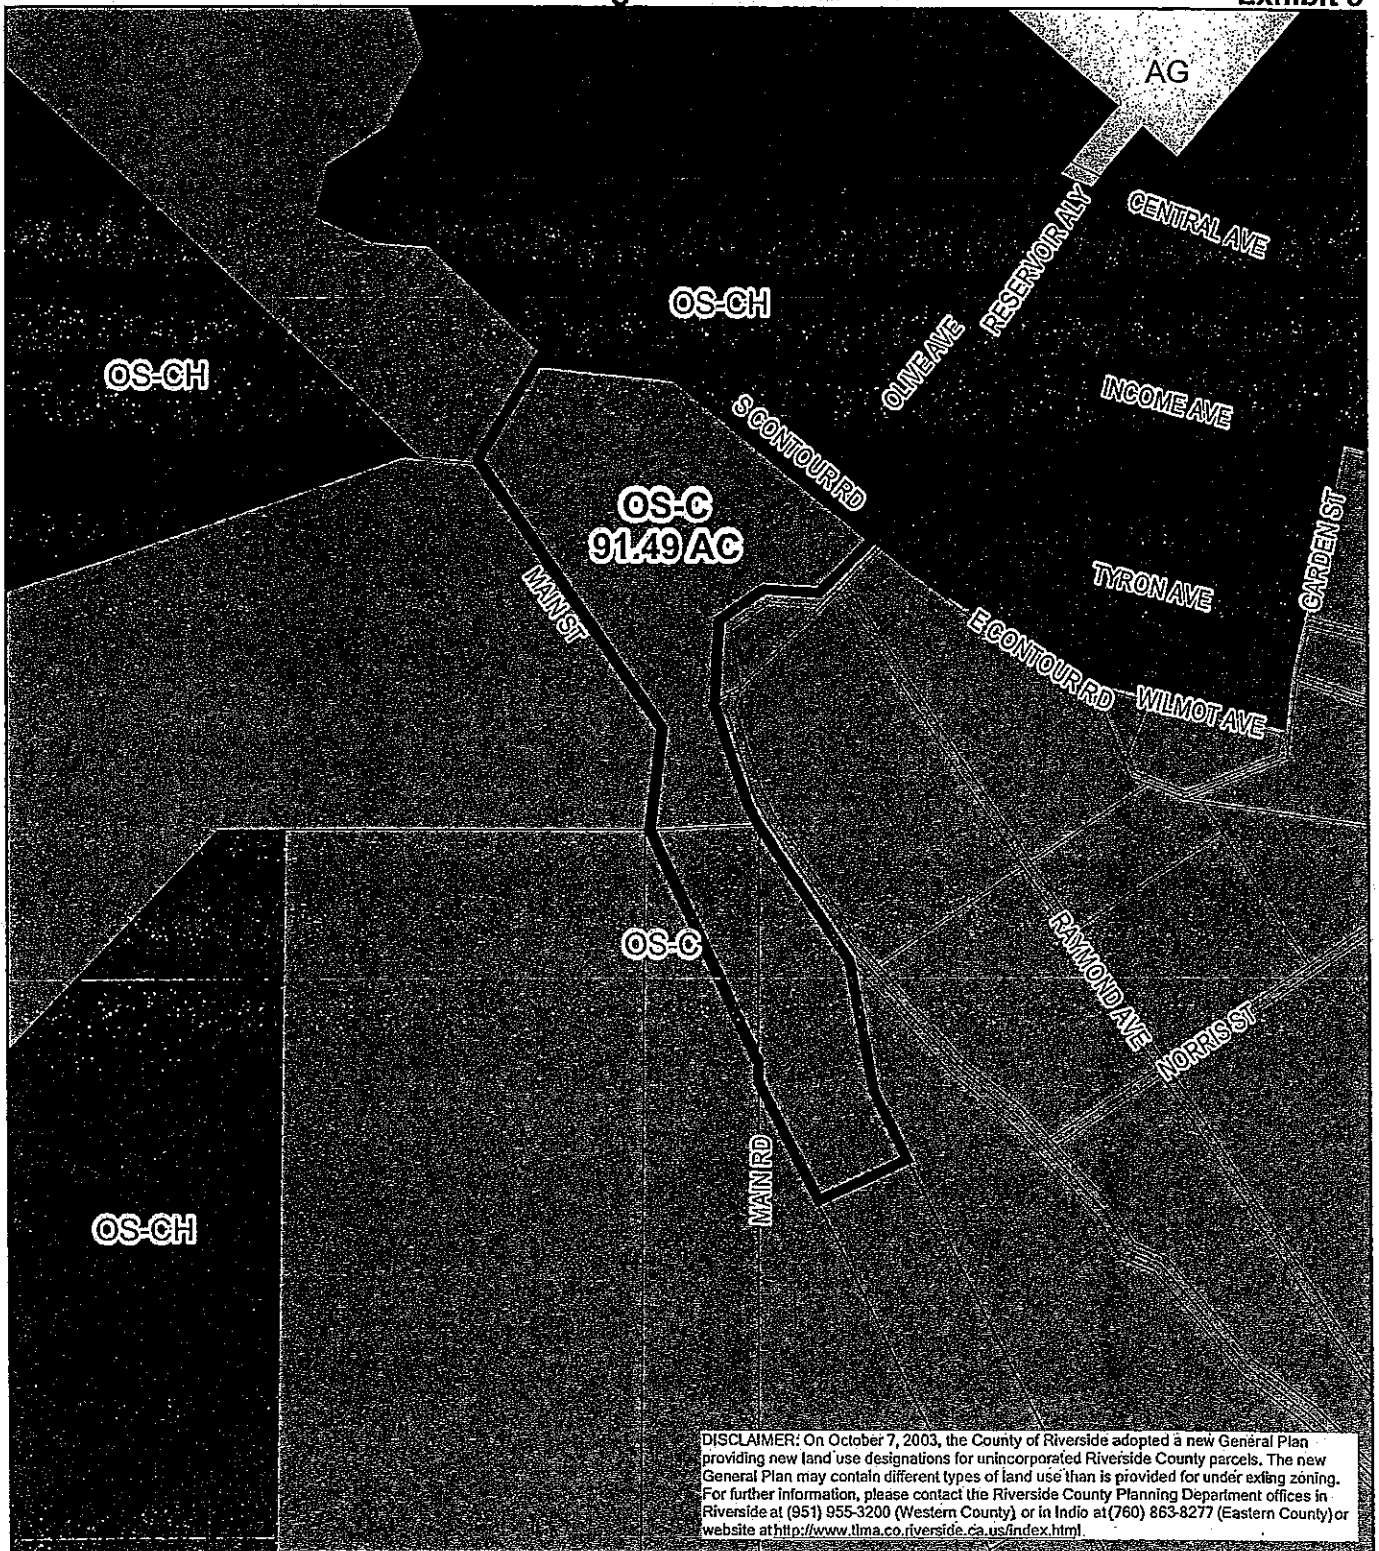 AG
CENTRAL AVE
RESERVOIR ALY
OS-CH
OLIVE AVE
OS-CH
INCOME AVE
S CONTOUR RD
OS-C
91.49 AC
GARDEN ST
MAIN ST
TYRON AVE
E CONTOUR RD
WILMOT AVE
OS-C
RAYMOND AVE
NORRIS ST
MAIN RD
OS-CH
DISCLAIMER: On October 7, 2003, the County of Riverside adopted a new General Plan
providing new land use designations for unincorporated Riverside County parcels. The new
General Plan may contain different types of land use than is provided for under exiting zoning.
For further information, please contact the Riverside County Planning Department offices in
Riverside at (951) 955-3200 (Western County) or in Indio at (760) 863-8277 (Eastern County) or
website at http://www.tlma.co.riverside.ca.us/index.html